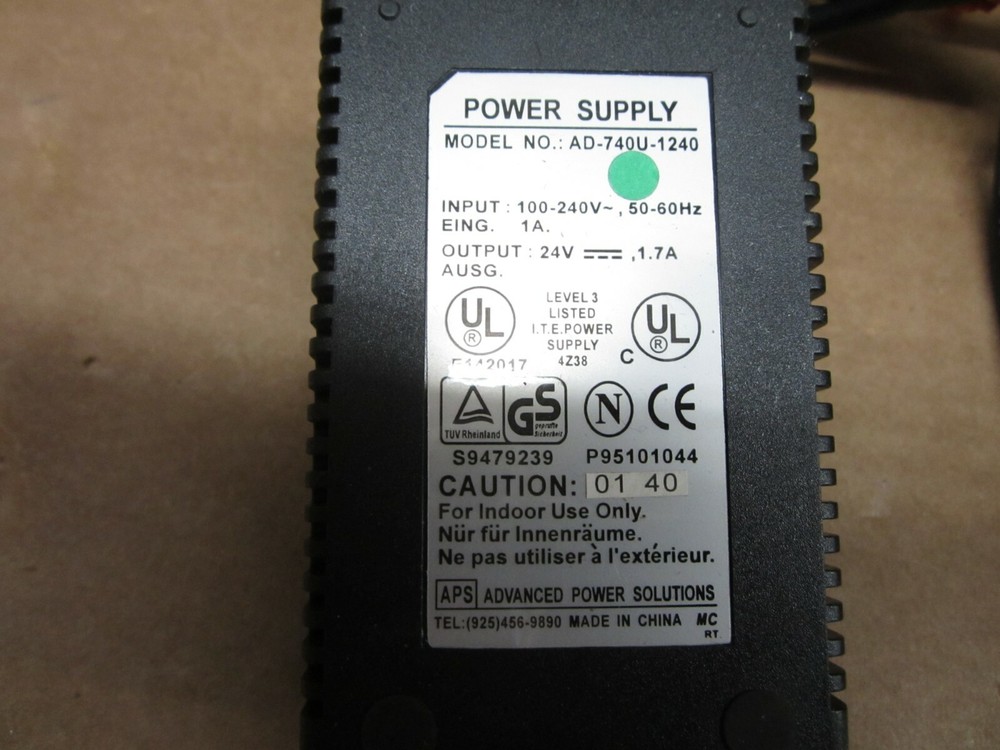 POWER SUPPLY
MODEL NO.: AD-740U-1240
INPUT : 100-240V~, 50-60Hz
EING. 1A.
OUTPUT : 24V ⎓ ,1.7A
AUSG.
UL ®
E142017
LEVEL 3
LISTED
I.T.E.POWER
SUPPLY
4Z38
C UL ®
TUV Rheinland
GS
geprüfte
Sicherheit
N
CE
S9479239 P95101044
CAUTION: 01 40
For Indoor Use Only.
Nür für Innenräume.
Ne pas utiliser à l'extérieur.
APS ADVANCED POWER SOLUTIONS
TEL:(925)456-9890 MADE IN CHINA MC
RT